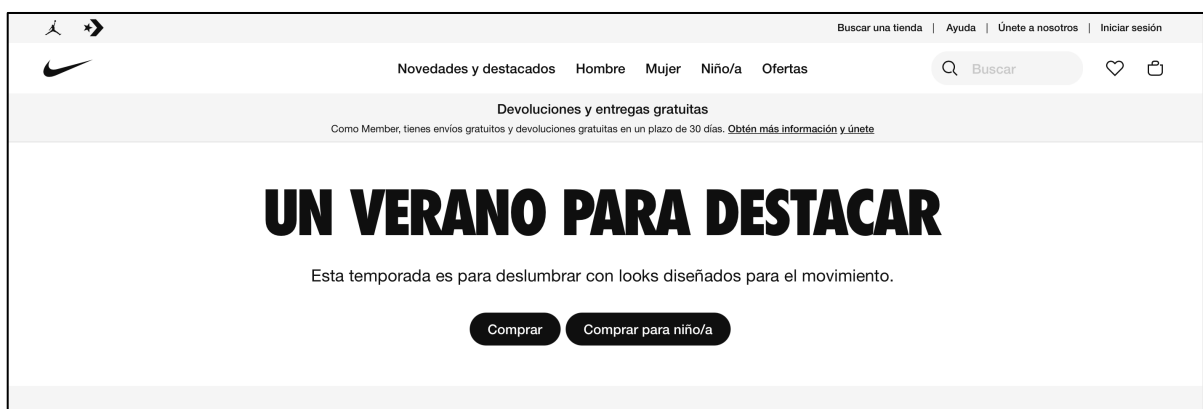 Buscar una tienda | Ayuda | Únete a nosotros | Iniciar sesión
Novedades y destacados Hombre Mujer Niño/a Ofertas Buscar
Devoluciones y entregas gratuitas
Como Member, tienes envíos gratuitos y devoluciones gratuitas en un plazo de 30 días. Obtén más información y únete
UN VERANO PARA DESTACAR
Esta temporada es para deslumbrar con looks diseñados para el movimiento.
Comprar Comprar para niño/a